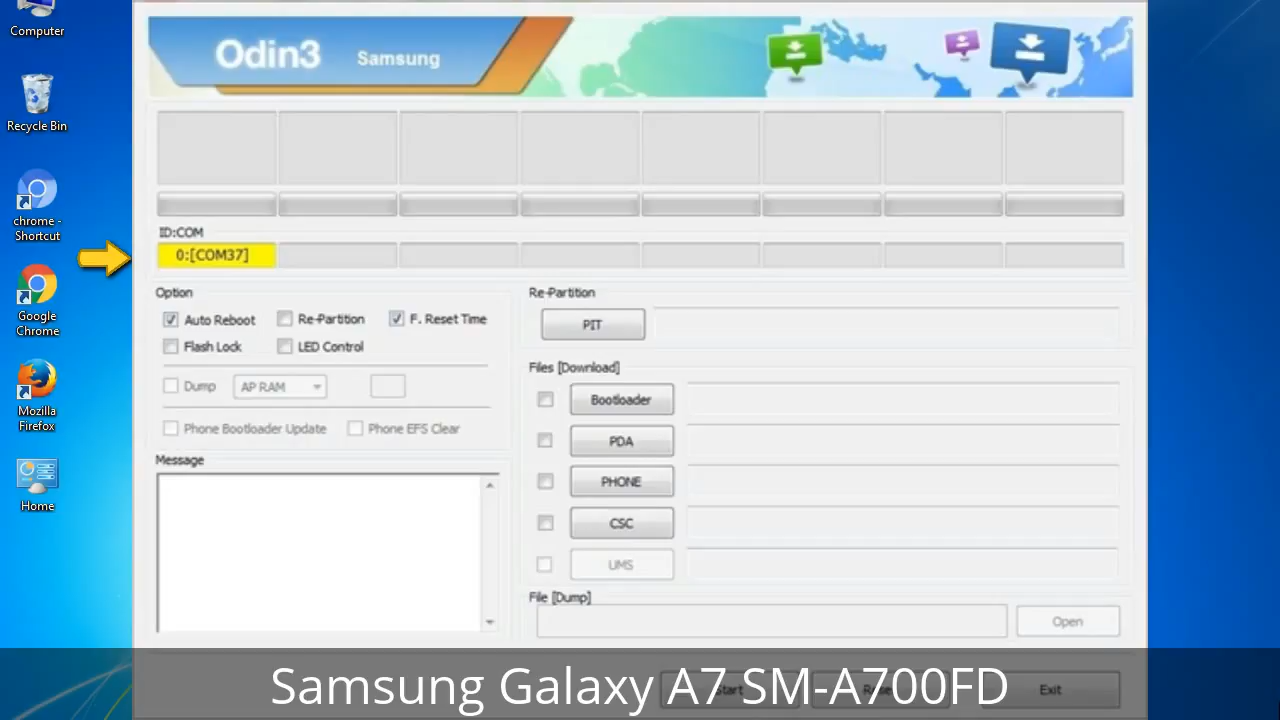 Computer
Recycle Bin
chrome -
Shortcut
Google
Chrome
Mozilla
Firefox
Home
Odin3 Samsung
ID:COM
0:[COM37]
Option
Auto Reboot
Re-Partition
F. Reset Time
Flash Lock
LED Control
Dump
AP RAM
Phone Bootloader Update
Phone EFS Clear
Message
Re-Partition
PIT
Files [Download]
Bootloader
PDA
PHONE
CSC
UMS
File [Dump]
Open
Start
Reset
Exit
Samsung Galaxy A7 SM-A700FD